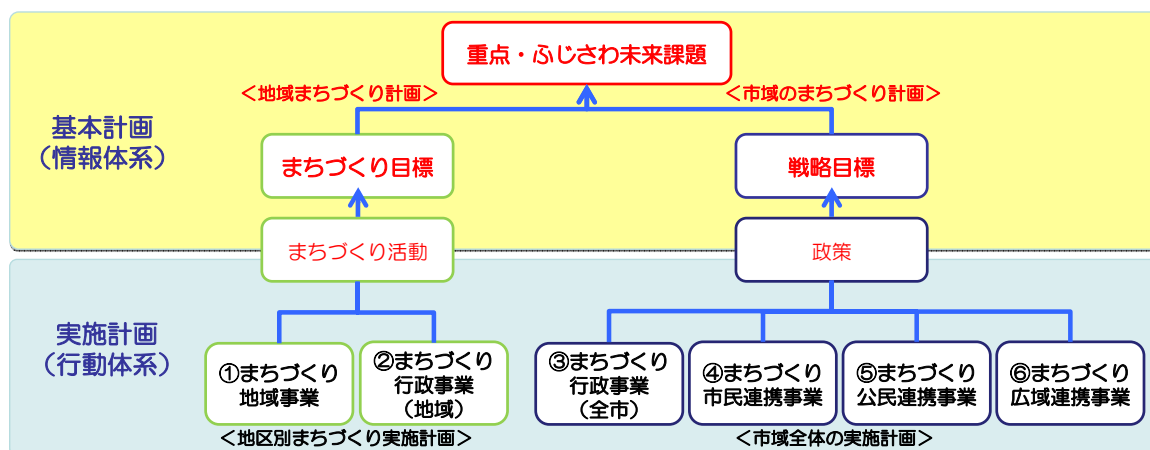 重点・ふじさわ未来課題
＜地域まちづくり計画＞
＜市域のまちづくり計画＞
基本計画
（情報体系）
まちづくり目標
戦略目標
まちづくり活動
政策
実施計画
（行動体系）
①まちづくり
地域事業
②まちづくり
行政事業
（地域）
③まちづくり
行政事業
（全市）
④まちづくり
市民連携事業
⑤まちづくり
公民連携事業
⑥まちづくり
広域連携事業
＜地区別まちづくり実施計画＞
＜市域全体の実施計画＞